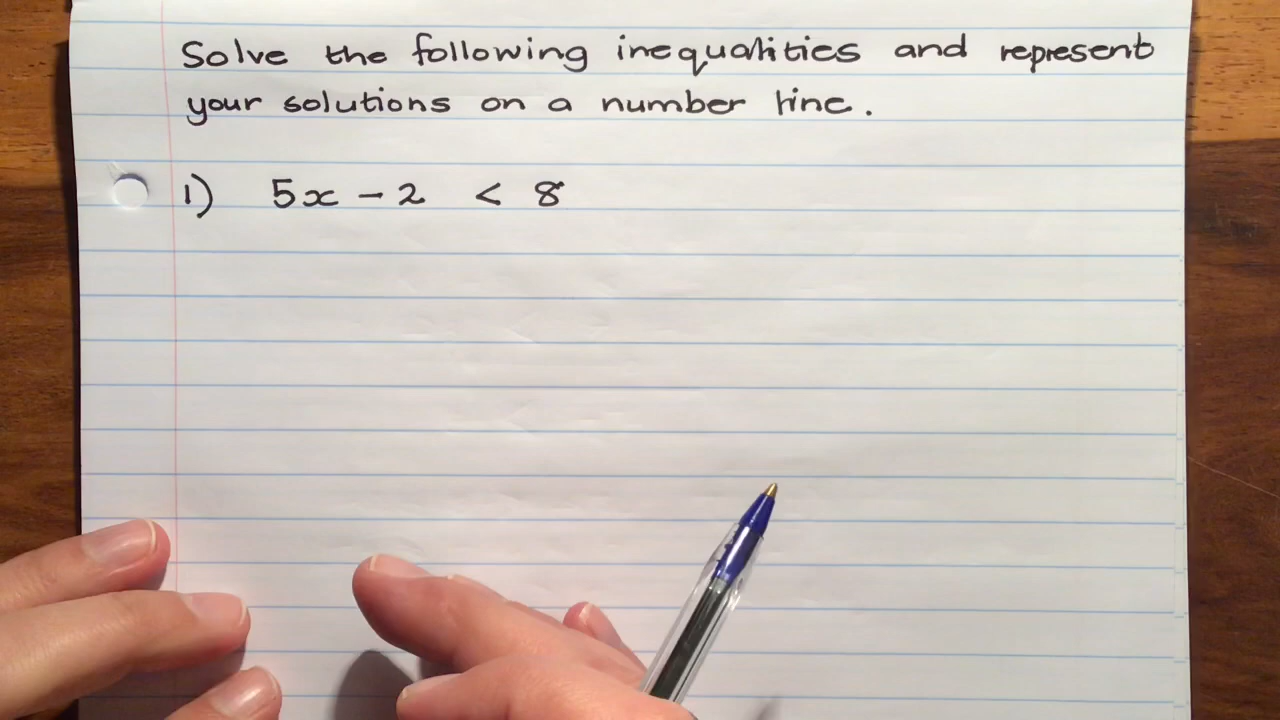 Solve the following inequalities and represent
your solutions on a number line.
1) 5x - 2 < 8